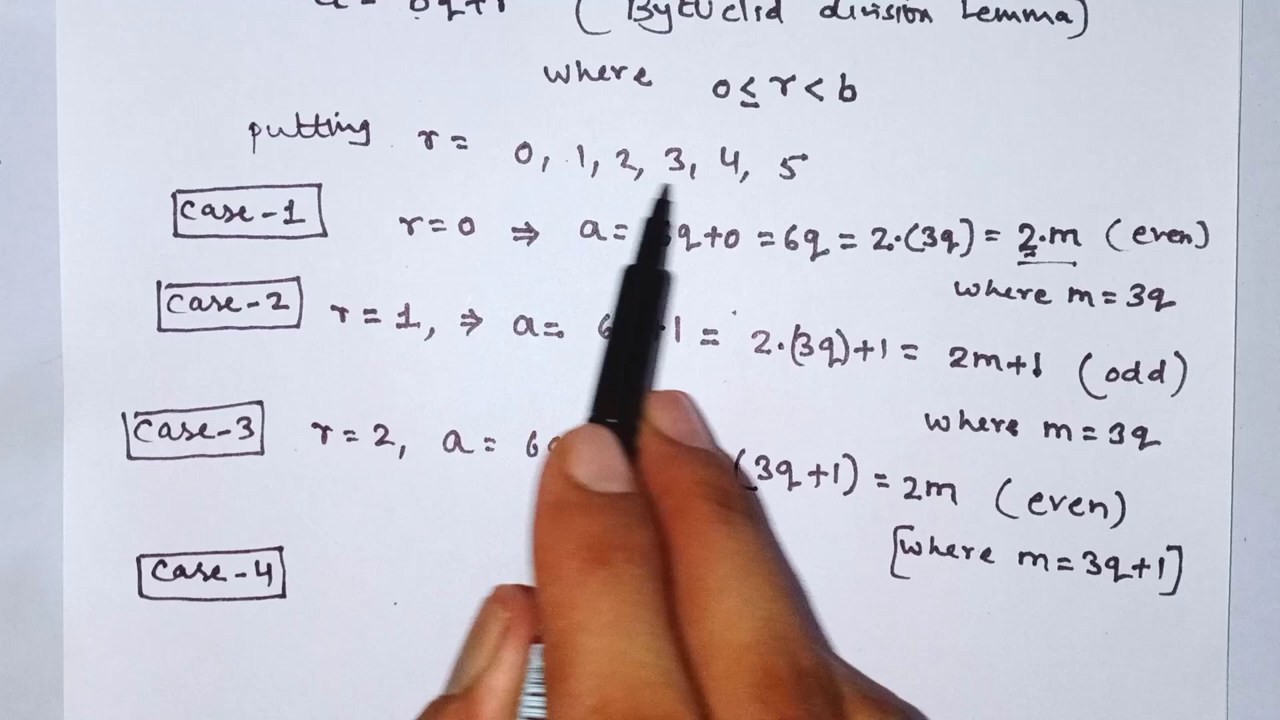 (By Euclid division Lemma)
where 0≤r<b
putting r= 0, 1, 2, 3, 4, 5
Case-1 r=0 ⇒ a= q+0 = 6q = 2.(3q) = 2.m (even)
where m=3q
Case-2 r=1, ⇒ a= 1 = 2.(3q)+1 = 2m+1 (odd)
where m=3q
Case-3 r=2, a= 6 (3q+1) = 2m (even)
[where m=3q+1]
Case-4